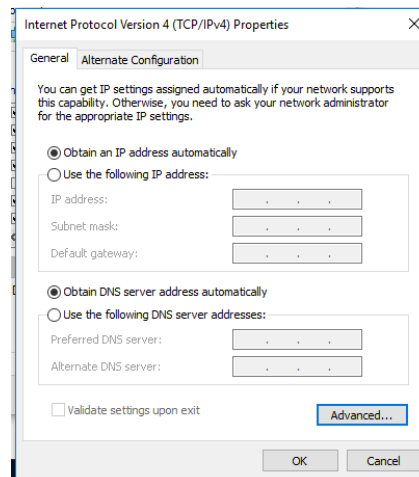 Internet Protocol Version 4 (TCP/IPv4) Properties
General
Alternate Configuration
You can get IP settings assigned automatically if your network supports
this capability. Otherwise, you need to ask your network administrator
for the appropriate IP settings.
Obtain an IP address automatically
Use the following IP address:
IP address:
Subnet mask:
Default gateway:
Obtain DNS server address automatically
Use the following DNS server addresses:
Preferred DNS server:
Alternate DNS server:
Validate settings upon exit
Advanced...
OK
Cancel